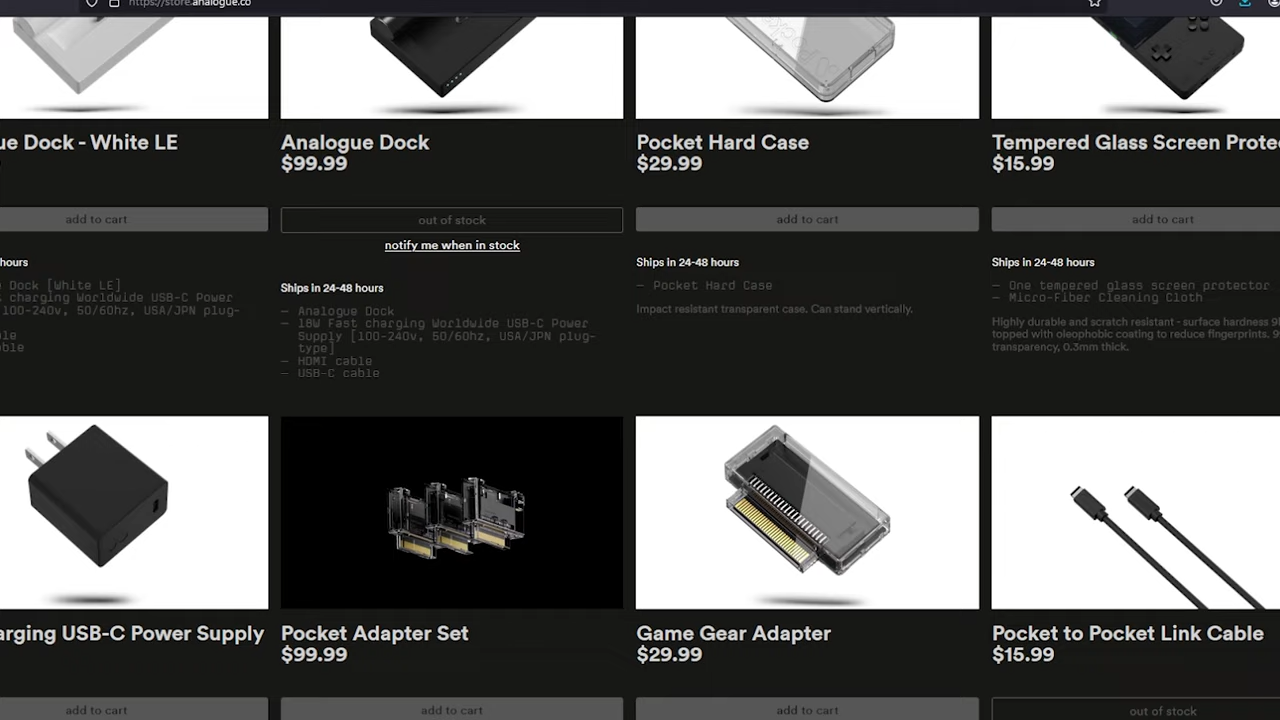 https://store.analogue.co
ue Dock - White LE
add to cart
hours
e Dock [White LE]
t charging Worldwide USB-C Power
[100-240v, 50/60hz, USA/JPN plug-
ble
able
Analogue Dock
$99.99
out of stock
notify me when in stock
Ships in 24-48 hours
— Analogue Dock
— 18W Fast charging Worldwide USB-C Power
Supply [100-240v, 50/60hz, USA/JPN plug-
type]
— HDMI cable
— USB-C cable
Pocket Hard Case
$29.99
add to cart
Ships in 24-48 hours
— Pocket Hard Case
Impact resistant transparent case. Can stand vertically.
Tempered Glass Screen Prote
$15.99
add to cart
Ships in 24-48 hours
— One tempered glass screen protector
— Micro-Fiber Cleaning Cloth
Highly durable and scratch resistant - surface hardness 9
topped with oleophobic coating to reduce fingerprints. 9
transparency, 0.3mm thick.
arging USB-C Power Supply
add to cart
Pocket Adapter Set
$99.99
add to cart
Game Gear Adapter
$29.99
add to cart
Pocket to Pocket Link Cable
$15.99
out of stock